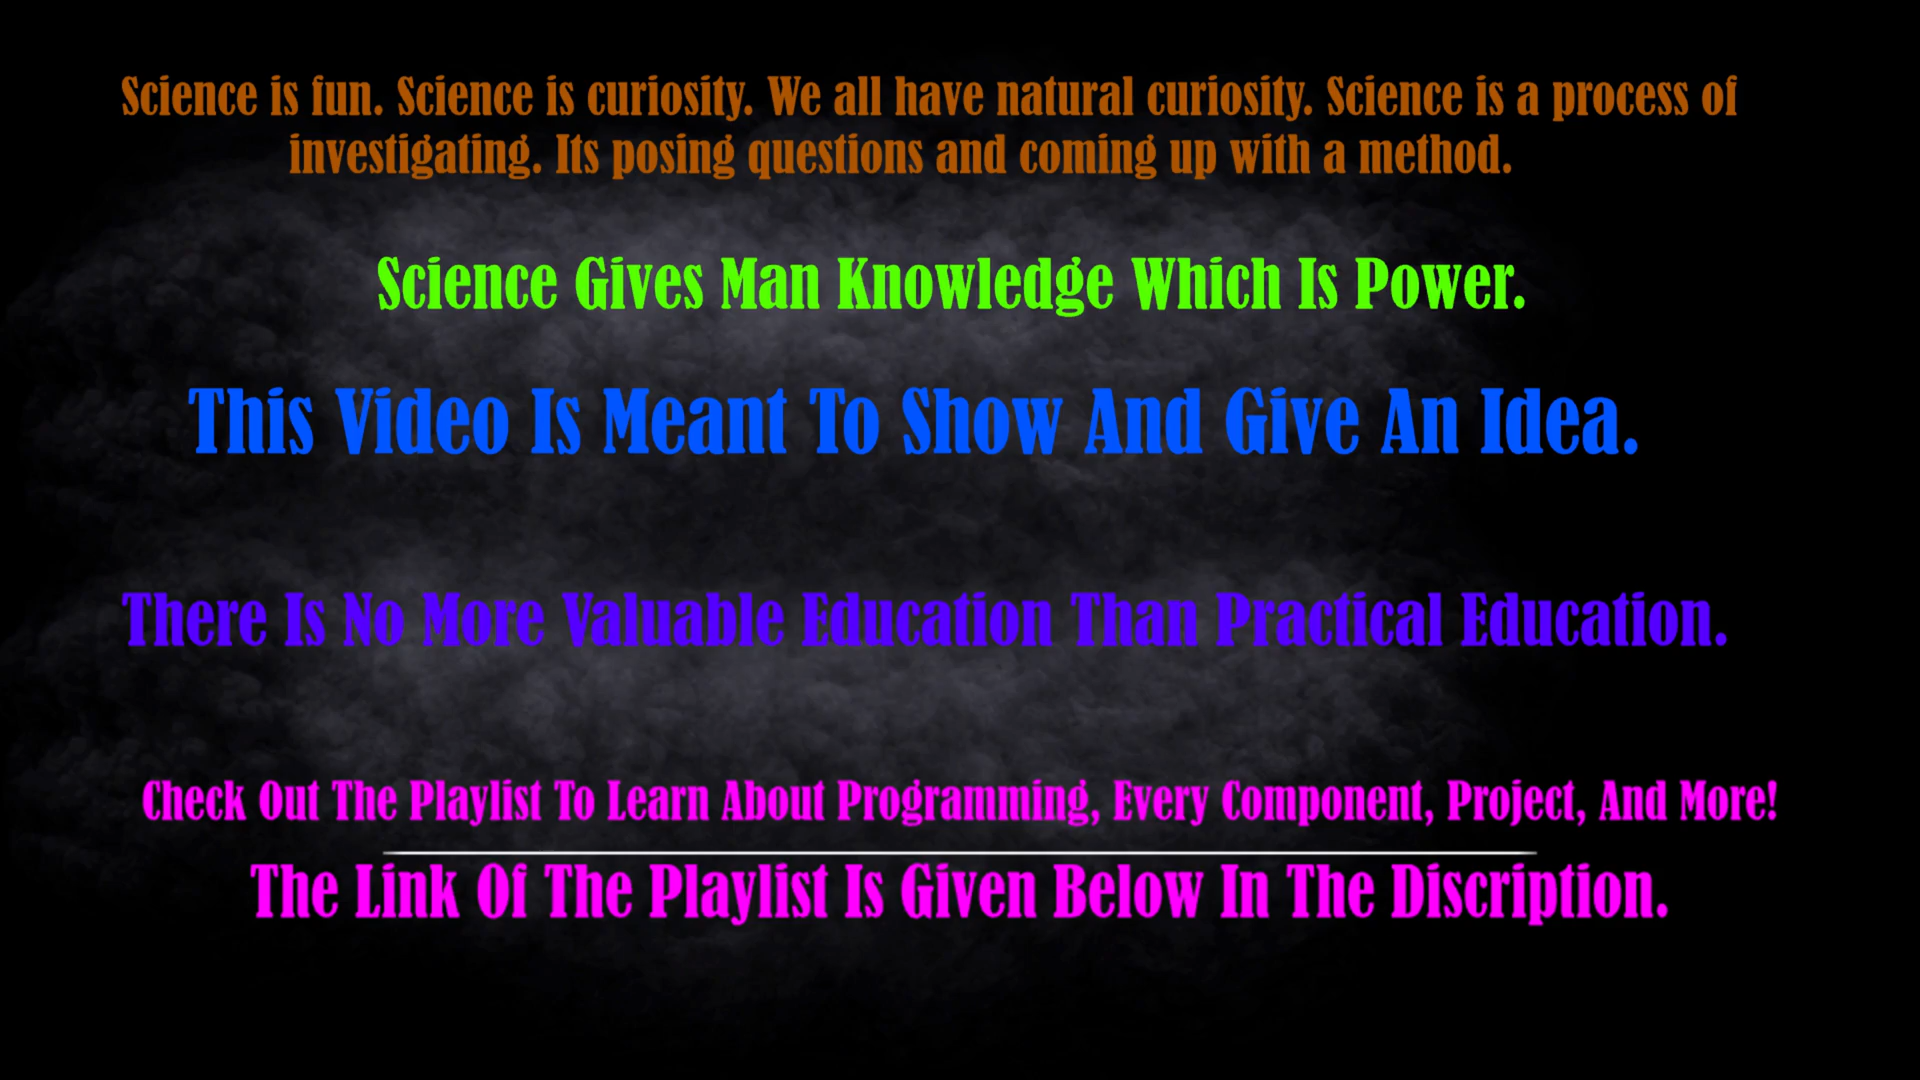 Science is fun. Science is curiosity. We all have natural curiosity. Science is a process of
investigating. Its posing questions and coming up with a method.
Science Gives Man Knowledge Which Is Power.
This Video Is Meant To Show And Give An Idea.
There Is No More Valuable Education Than Practical Education.
Check Out The Playlist To Learn About Programming, Every Component, Project, And More!
The Link Of The Playlist Is Given Below In The Discription.